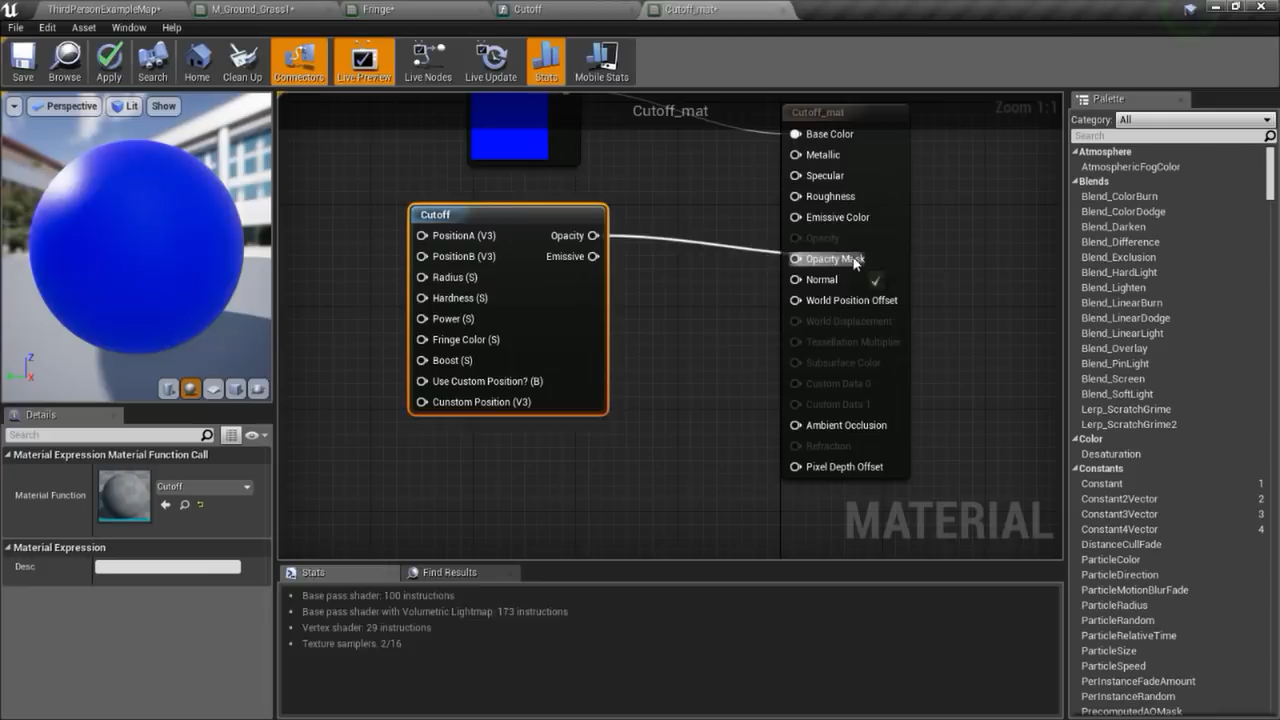 ThirdPersonExampleMap*
M_Ground_Grass1*
Fringe*
Cutoff
Cutoff_mat*
File Edit Asset Window Help
Save Browse Apply Search Home Clean Up Connectors Live Preview Live Nodes Live Update Stats Mobile Stats
Perspective Lit Show
Z
X
Cutoff_mat
Zoom 1:1
Cutoff
PositionA (V3) Opacity
PositionB (V3) Emissive
Radius (S)
Hardness (S)
Power (S)
Fringe Color (S)
Boost (S)
Use Custom Position? (B)
Cunstom Position (V3)
Cutoff_mat
Base Color
Metallic
Specular
Roughness
Emissive Color
Opacity
Opacity Mask
Normal
World Position Offset
World Displacement
Tessellation Multiplier
Subsurface Color
Custom Data 0
Custom Data 1
Ambient Occlusion
Refraction
Pixel Depth Offset
MATERIAL
Details
Search
Material Expression Material Function Call
Material Function
Cutoff
Material Expression
Desc
Stats
Find Results
Base pass shader: 100 instructions
Base pass shader with Volumetric Lightmap: 173 instructions
Vertex shader: 29 instructions
Texture samplers: 2/16
Palette
Category: All
Search
Atmosphere
AtmosphericFogColor
Blends
Blend_ColorBurn
Blend_ColorDodge
Blend_Darken
Blend_Difference
Blend_Exclusion
Blend_HardLight
Blend_Lighten
Blend_LinearBurn
Blend_LinearDodge
Blend_LinearLight
Blend_Overlay
Blend_PinLight
Blend_Screen
Blend_SoftLight
Lerp_ScratchGrime
Lerp_ScratchGrime2
Color
Desaturation
Constants
Constant 1
Constant2Vector 2
Constant3Vector 3
Constant4Vector 4
DistanceCullFade
ParticleColor
ParticleDirection
ParticleMotionBlurFade
ParticleRadius
ParticleRandom
ParticleRelativeTime
ParticleSize
ParticleSpeed
PerInstanceFadeAmount
PerInstanceRandom
PrecomputedAOMask